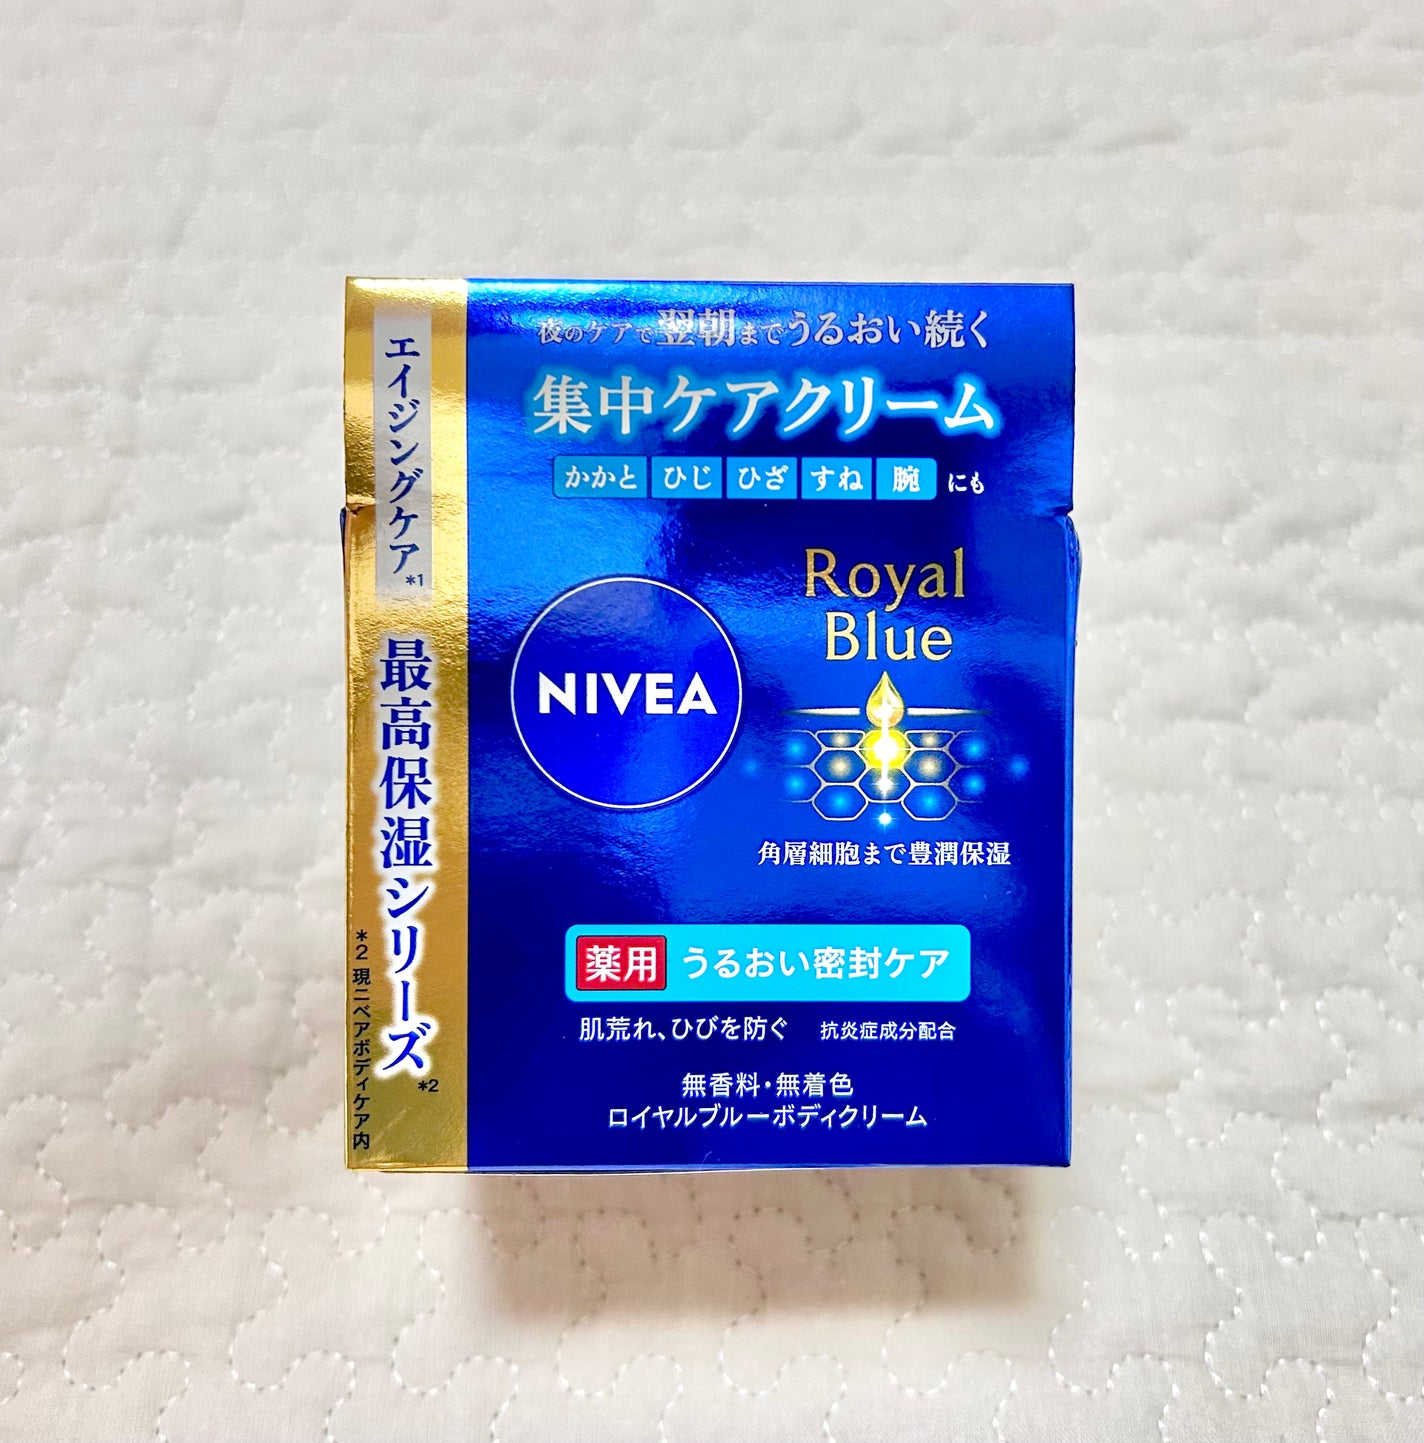 夜のケアで翌朝までうるおい続く
集中ケアクリーム
かかと ひじ ひざ すね 腕 にも
エイジングケア*1
最高保湿シリーズ*2
*2 現ニベアボディケア内
Royal
Blue
NIVEA
角層細胞まで豊潤保湿
薬用 うるおい密封ケア
肌荒れ、ひびを防ぐ 抗炎症成分配合
無香料・無着色
ロイヤルブルーボディクリーム